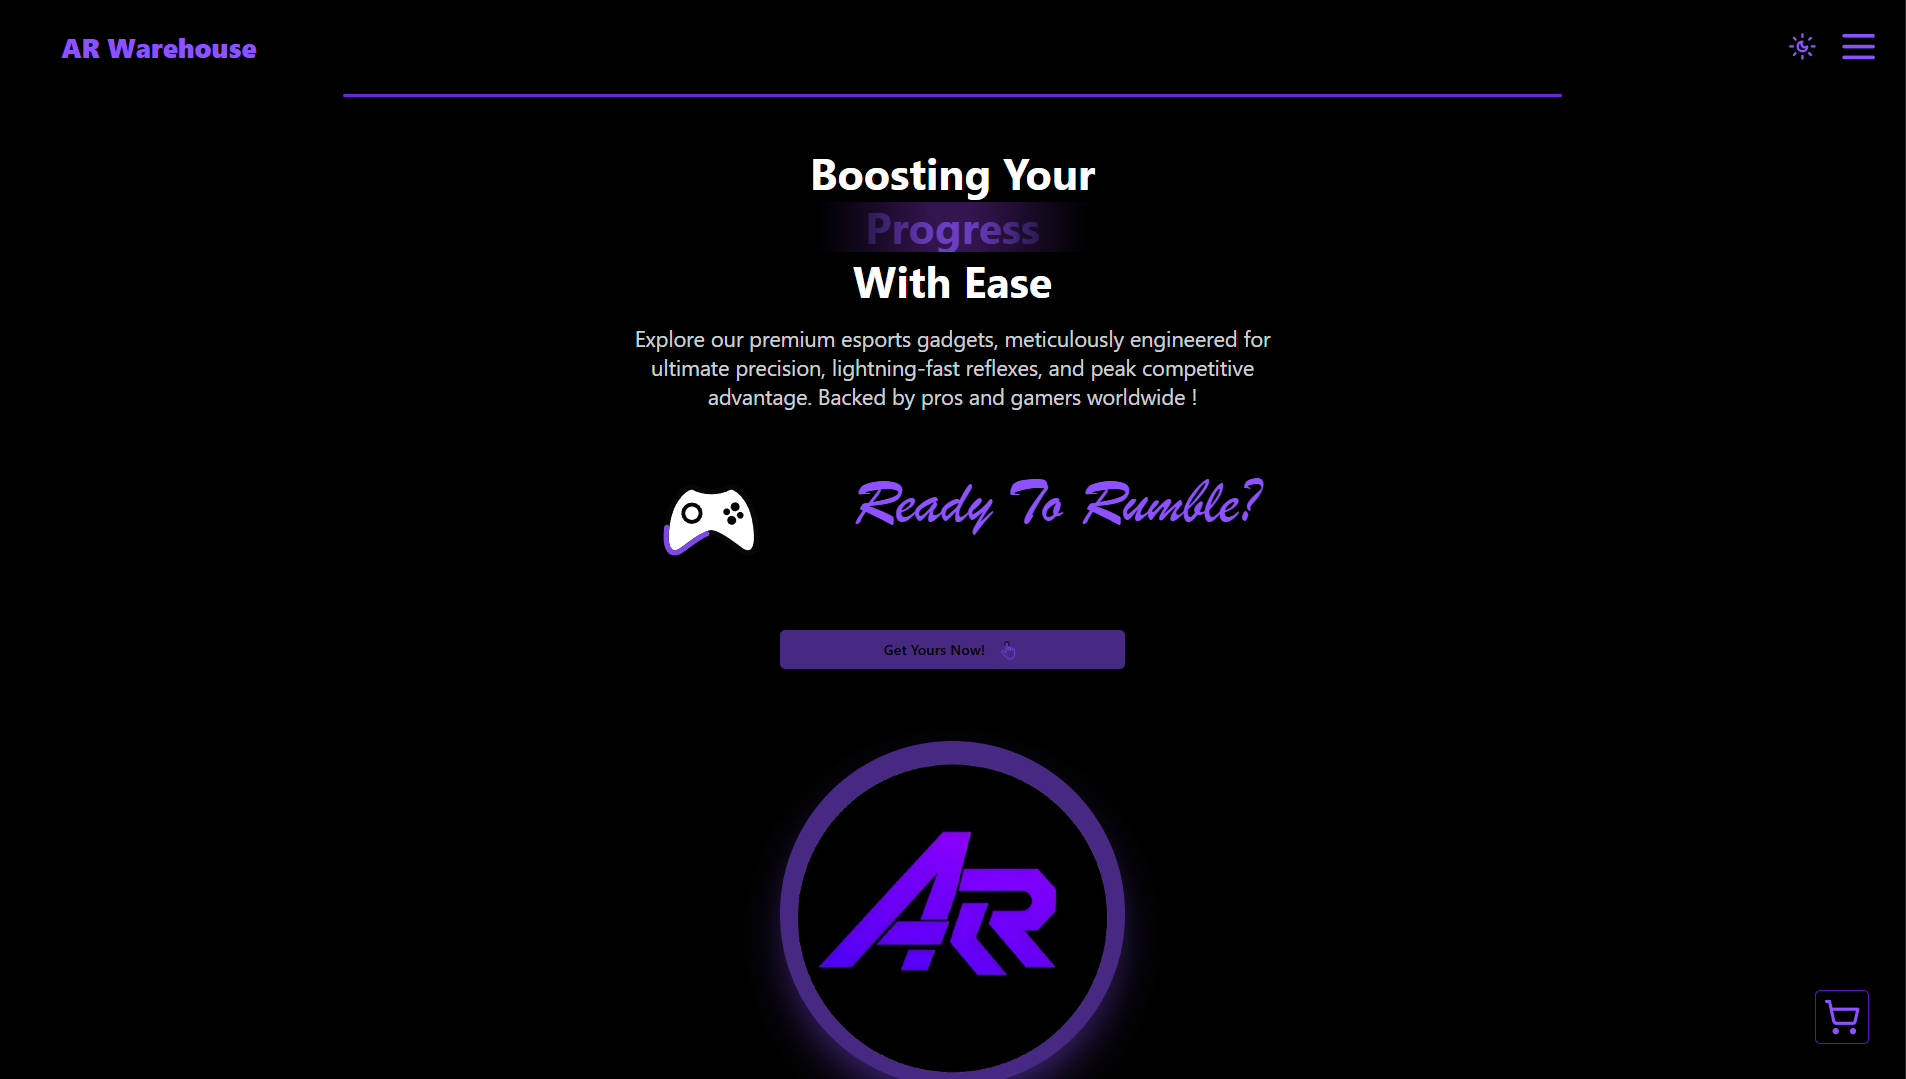 AR Warehouse
Boosting Your
Progress
With Ease
Explore our premium esports gadgets, meticulously engineered for
ultimate precision, lightning-fast reflexes, and peak competitive
advantage. Backed by pros and gamers worldwide !
Ready To Rumble?
Get Yours Now!
AR